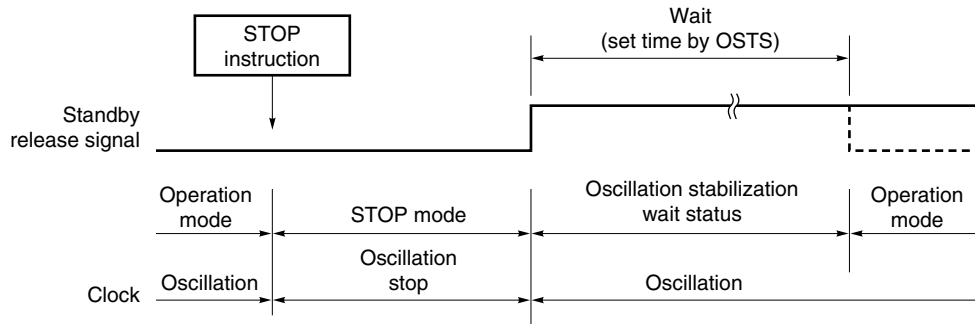 STOP
instruction
Wait
(set time by OSTS)
Standby
release signal
Operation
mode
STOP mode
Oscillation stabilization
wait status
Operation
mode
Clock
Oscillation
Oscillation
stop
Oscillation